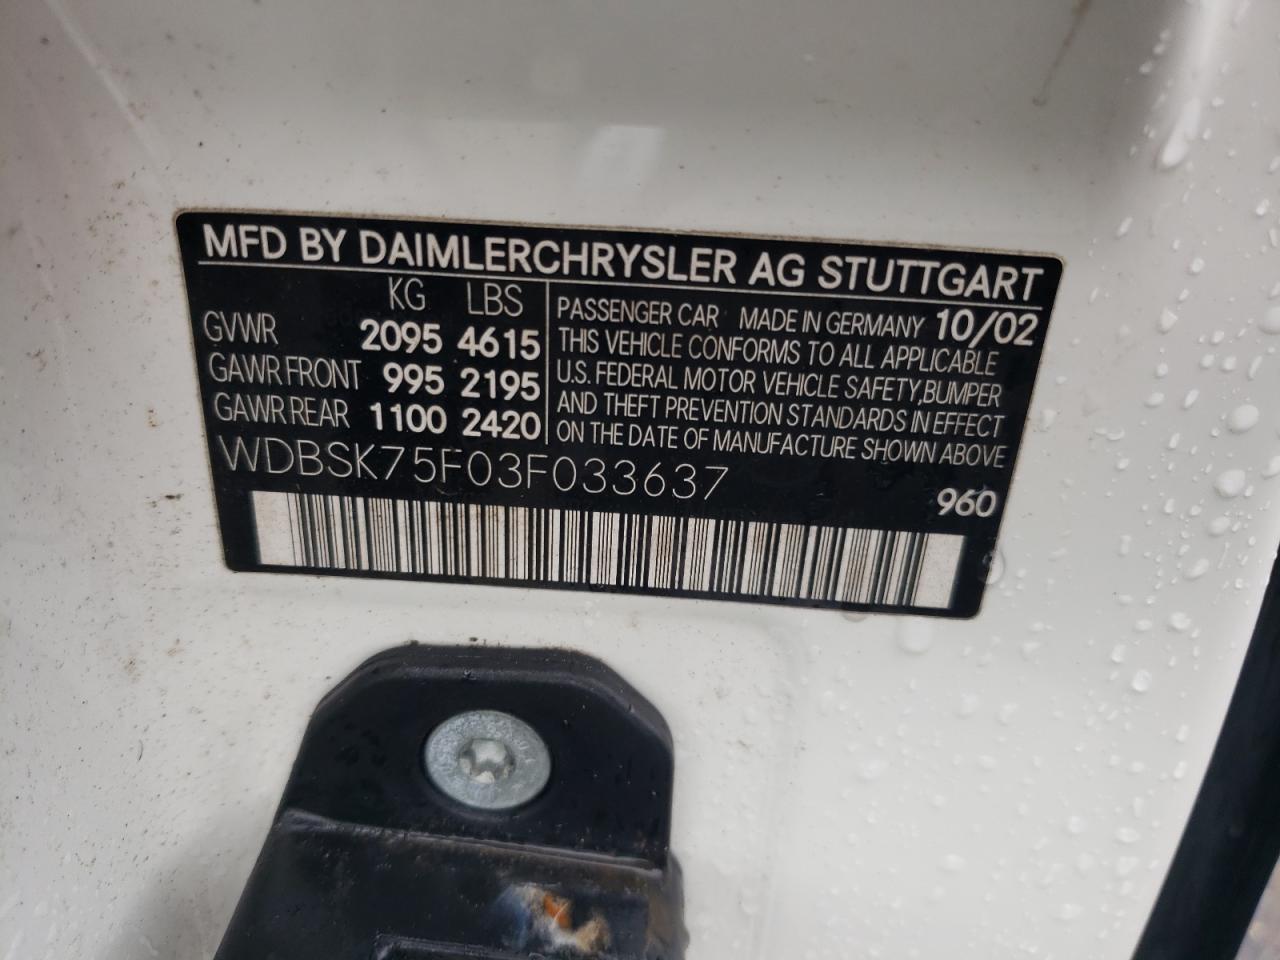 MFD BY DAIMLERCHRYSLER AG STUTTGART
KG LBS
GVWR 2095 4615
GAWR FRONT 995 2195
GAWR REAR 1100 2420
PASSENGER CAR MADE IN GERMANY 10/02
THIS VEHICLE CONFORMS TO ALL APPLICABLE
U.S. FEDERAL MOTOR VEHICLE SAFETY,BUMPER
AND THEFT PREVENTION STANDARDS IN EFFECT
ON THE DATE OF MANUFACTURE SHOWN ABOVE
WDBSK75F03F033637
960